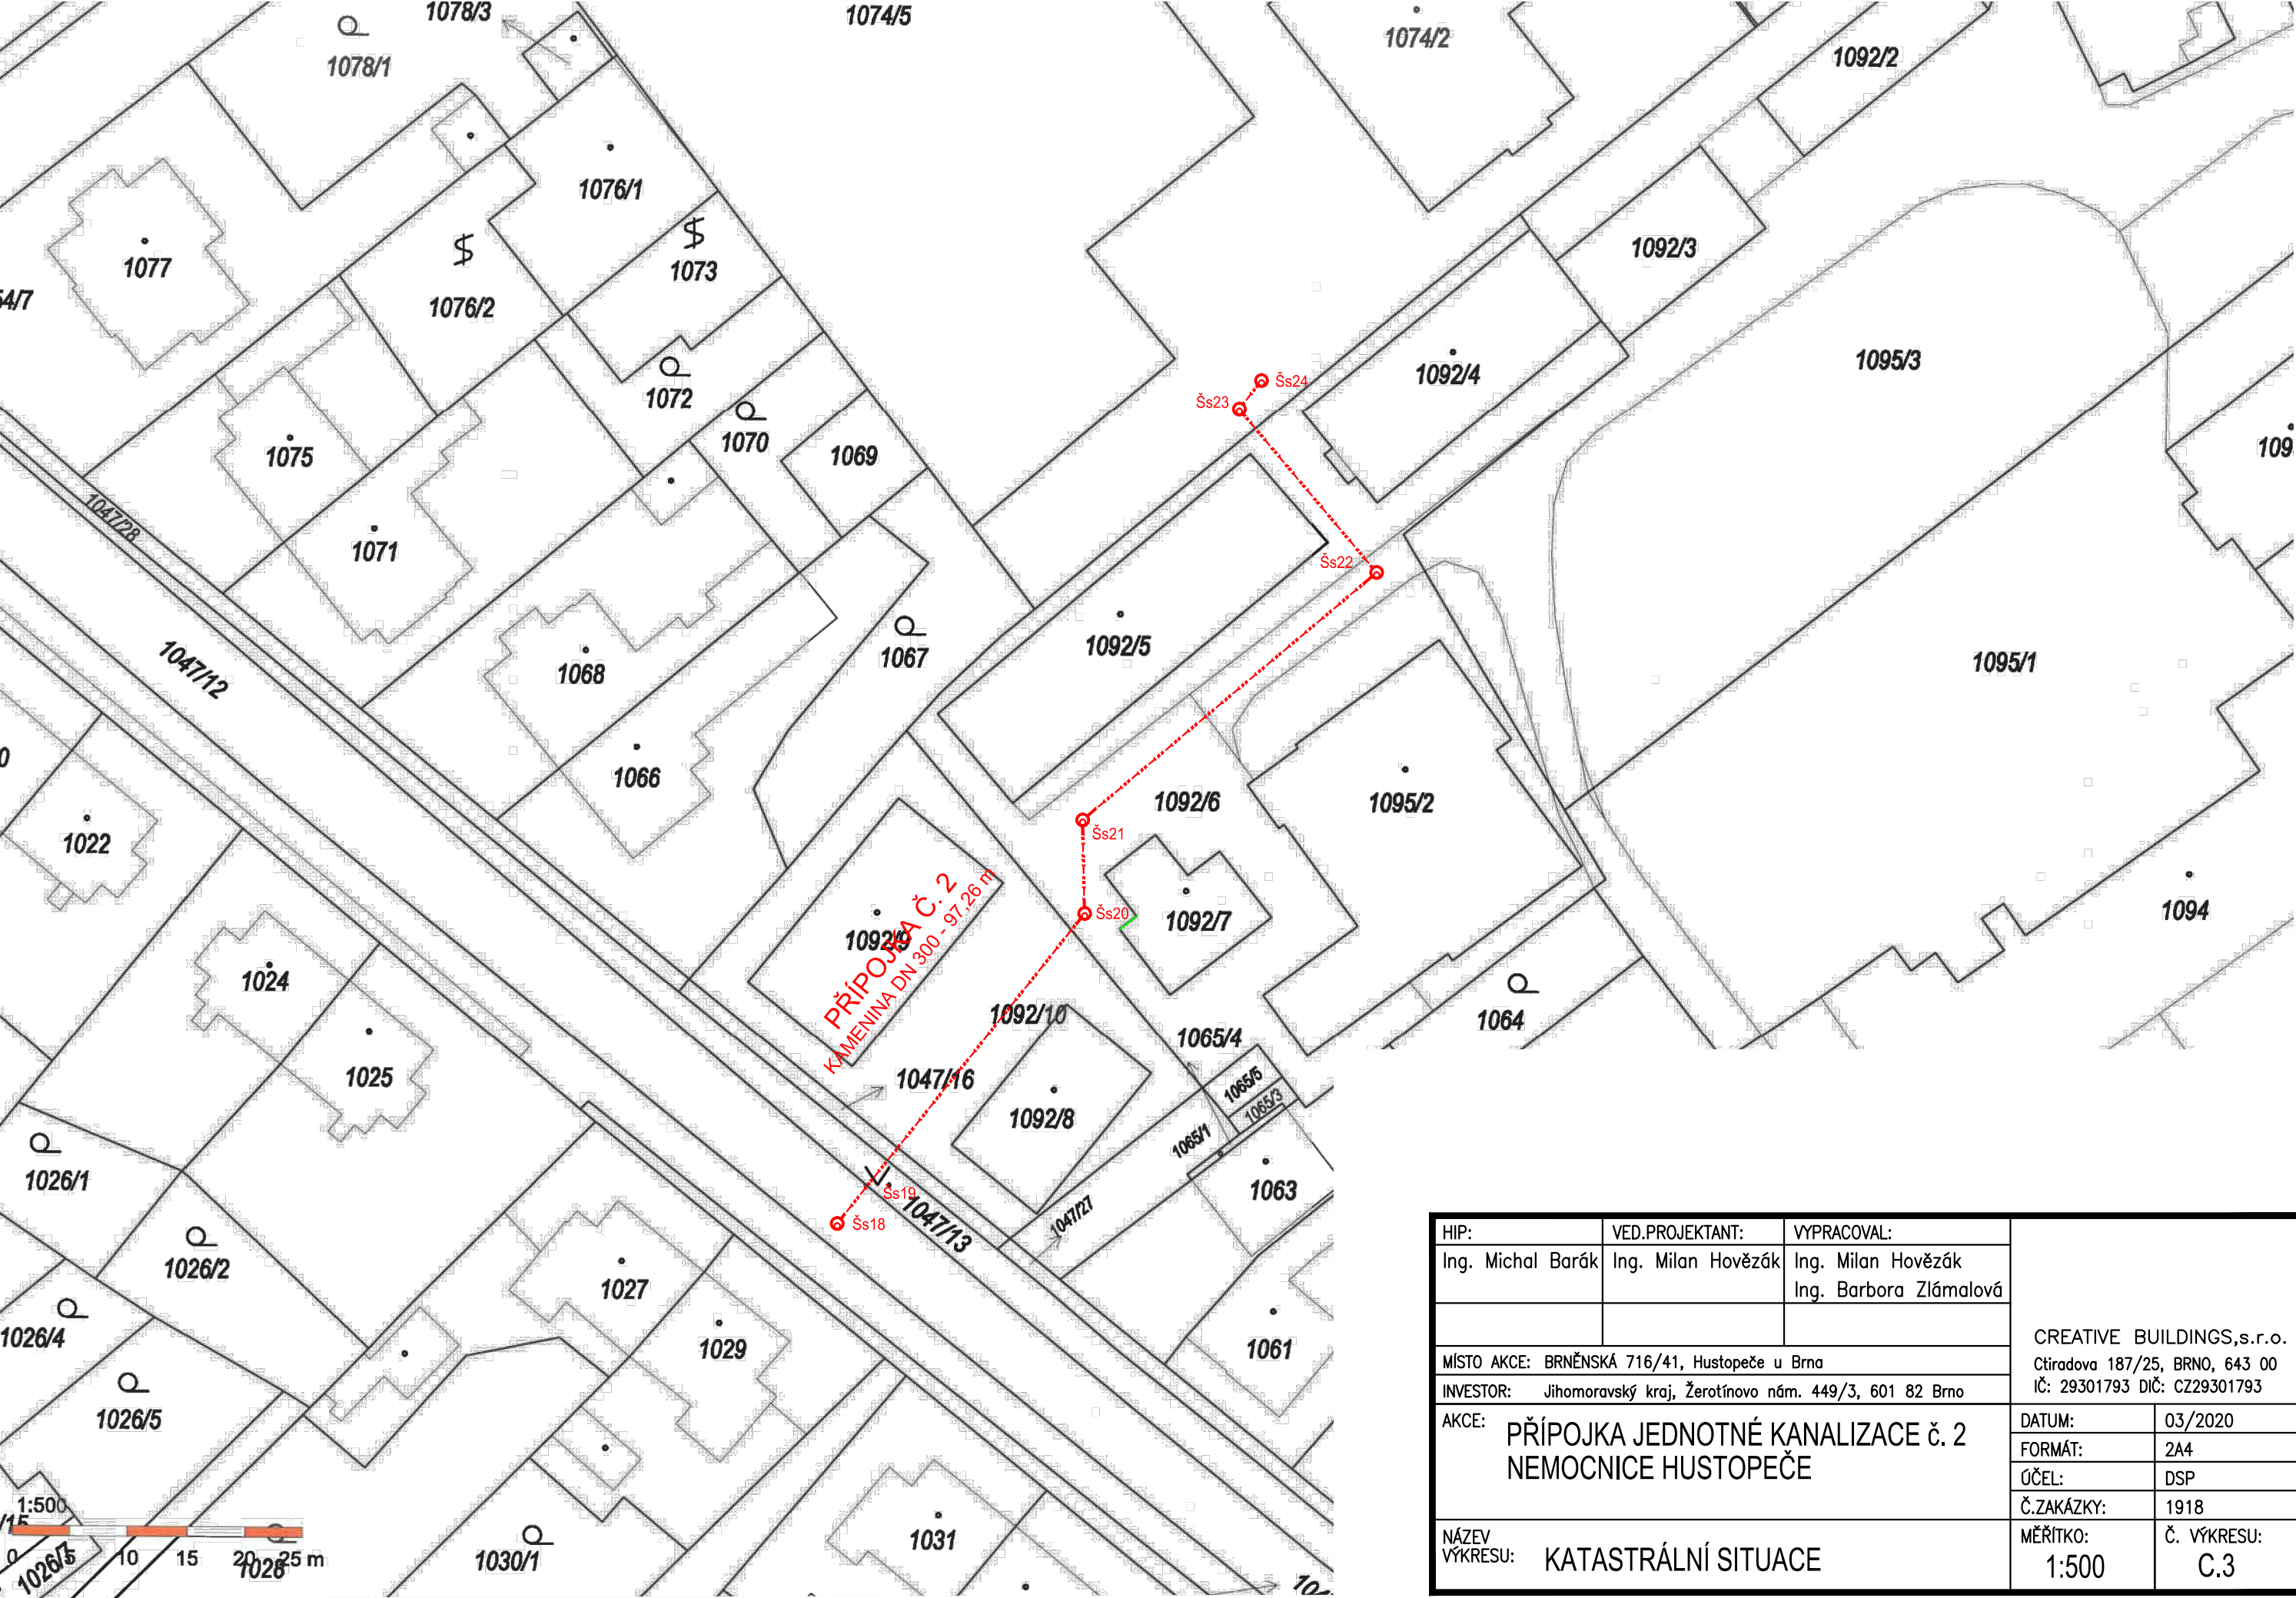 1078/3
1074/5
1078/1
1074/2
1092/2
1076/1
1077
1073
1092/3
54/7
1076/2
1095/3
1092/4
Šs24
Šs23
1072
1070
1069
1075
1047/28
1071
Šs22
1092/5
1067
1095/1
1068
1047/12
1066
1092/6
1095/2
1022
Šs21
PŘÍPOJKA Č. 2
KAMENINA DN 300 - 97,26 m
1092/9
Šs20
1092/7
1094
1024
1092/10
1064
1065/4
1025
1047/16
1065/5
1065/3
1092/8
1065/1
1026/1
1063
Šs19
Šs18
1047/13
1047/27
1026/2
1027
1026/4
1029
1061
1026/5
1:500
0 5 10 15 20 25 m
1028
1030/1
1031
HIP: VED.PROJEKTANT: VYPRACOVAL:
Ing. Michal Barák Ing. Milan Hovězák Ing. Milan Hovězák
Ing. Barbora Zlámalová
CREATIVE BUILDINGS,s.r.o.
Ctiradova 187/25, BRNO, 643 00
IČ: 29301793 DIČ: CZ29301793
MÍSTO AKCE: BRNĚNSKÁ 716/41, Hustopeče u Brna
INVESTOR: Jihomoravský kraj, Žerotínovo nám. 449/3, 601 82 Brno
AKCE: PŘÍPOJKA JEDNOTNÉ KANALIZACE č. 2
NEMOCNICE HUSTOPEČE
DATUM: 03/2020
FORMÁT: 2A4
ÚČEL: DSP
Č.ZAKÁZKY: 1918
NÁZEV
VÝKRESU: KATASTRÁLNÍ SITUACE
MĚŘÍTKO:
1:500
Č. VÝKRESU:
C.3